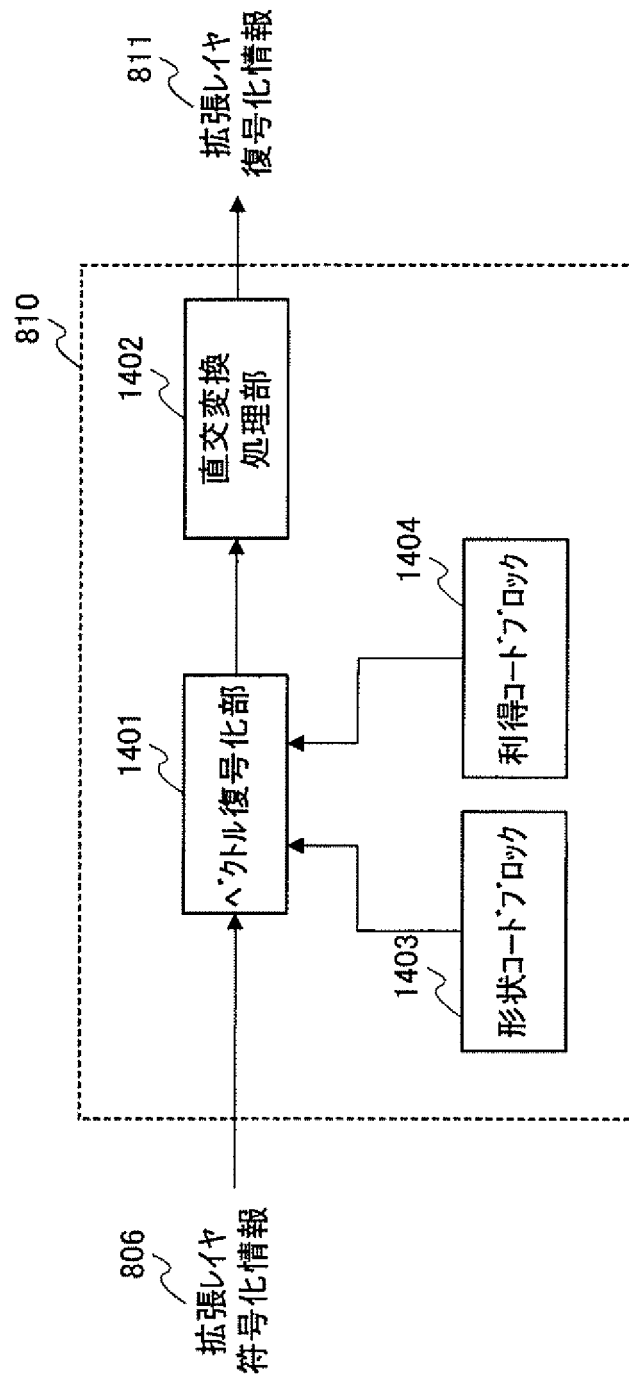 806
拡張レイヤ
符号化情報
810
1401
ベクトル復号化部
1402
直交変換
処理部
1403
形状コードブロック
1404
利得コードブロック
811
拡張レイヤ
復号化情報